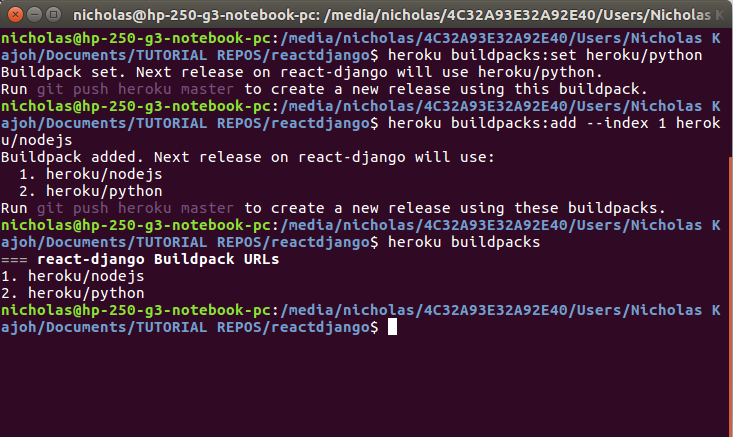 nicholas@hp-250-g3-notebook-pc: /media/nicholas/4C32A93E32A92E40/Users/Nicholas K
nicholas@hp-250-g3-notebook-pc:/media/nicholas/4C32A93E32A92E40/Users/Nicholas K
ajoh/Documents/TUTORIAL REPOS/reactdjango$ heroku buildpacks:set heroku/python
Buildpack set. Next release on react-django will use heroku/python.
Run git push heroku master to create a new release using this buildpack.
nicholas@hp-250-g3-notebook-pc:/media/nicholas/4C32A93E32A92E40/Users/Nicholas K
ajoh/Documents/TUTORIAL REPOS/reactdjango$ heroku buildpacks:add --index 1 herok
u/nodejs
Buildpack added. Next release on react-django will use:
  1. heroku/nodejs
  2. heroku/python
Run git push heroku master to create a new release using these buildpacks.
nicholas@hp-250-g3-notebook-pc:/media/nicholas/4C32A93E32A92E40/Users/Nicholas K
ajoh/Documents/TUTORIAL REPOS/reactdjango$ heroku buildpacks
=== react-django Buildpack URLs
1. heroku/nodejs
2. heroku/python
nicholas@hp-250-g3-notebook-pc:/media/nicholas/4C32A93E32A92E40/Users/Nicholas K
ajoh/Documents/TUTORIAL REPOS/reactdjango$